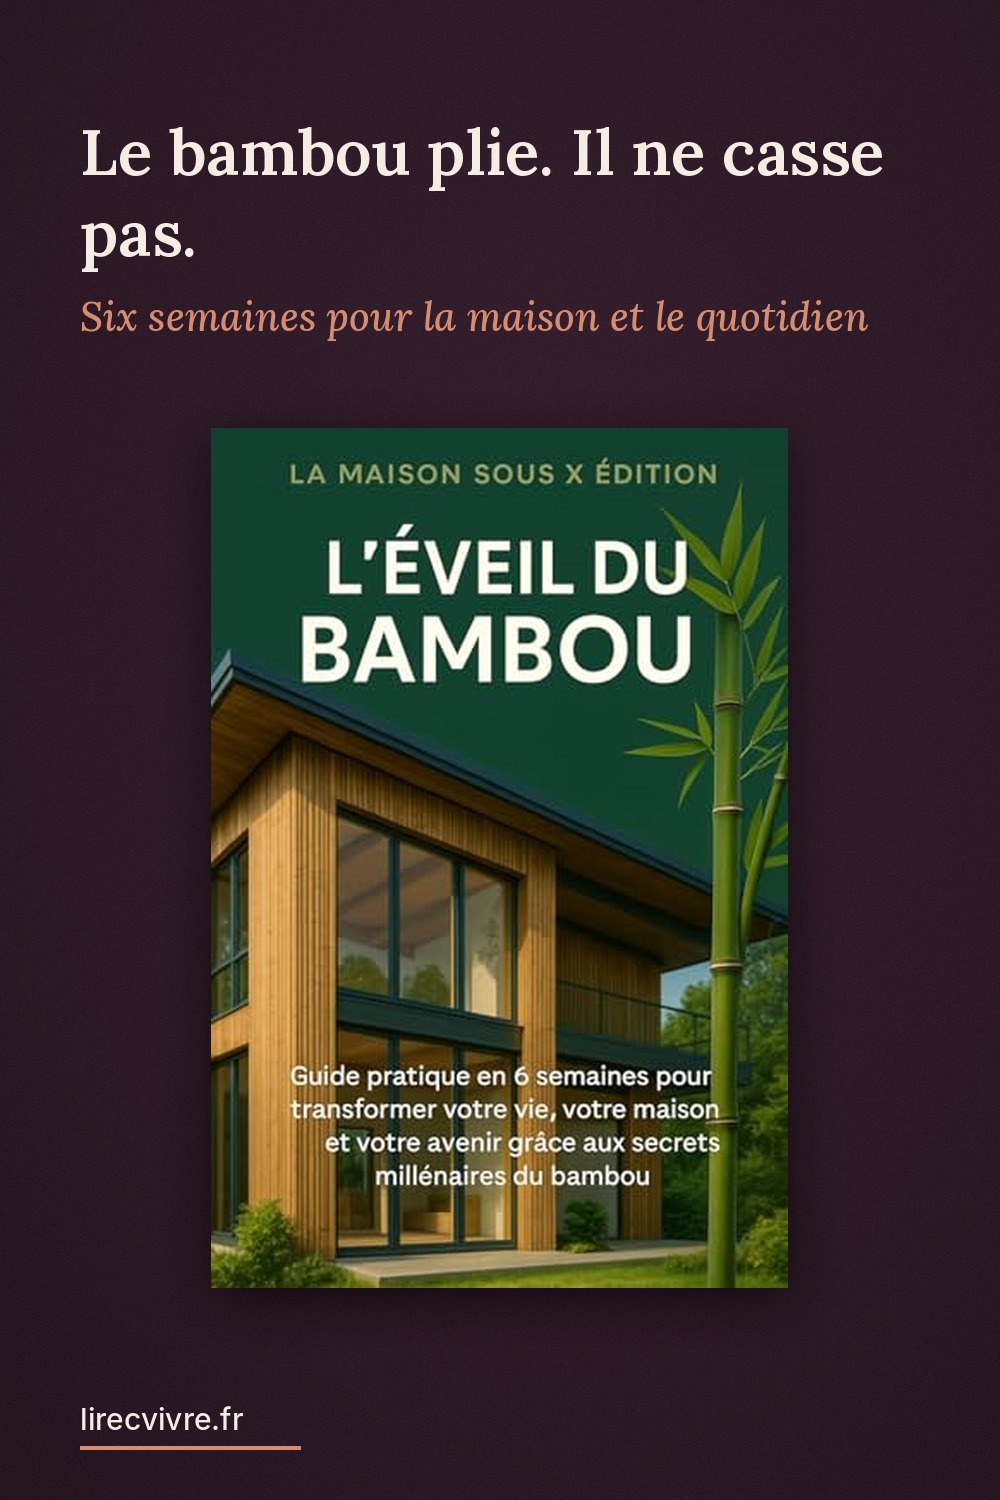 Le bambou plie. Il ne casse
pas.
Six semaines pour la maison et le quotidien
LA MAISON SOUS X ÉDITION
L'ÉVEIL DU
BAMBOU
Guide pratique en 6 semaines pour
transformer votre vie, votre maison
et votre avenir grâce aux secrets
millénaires du bambou
lirecvivre.fr